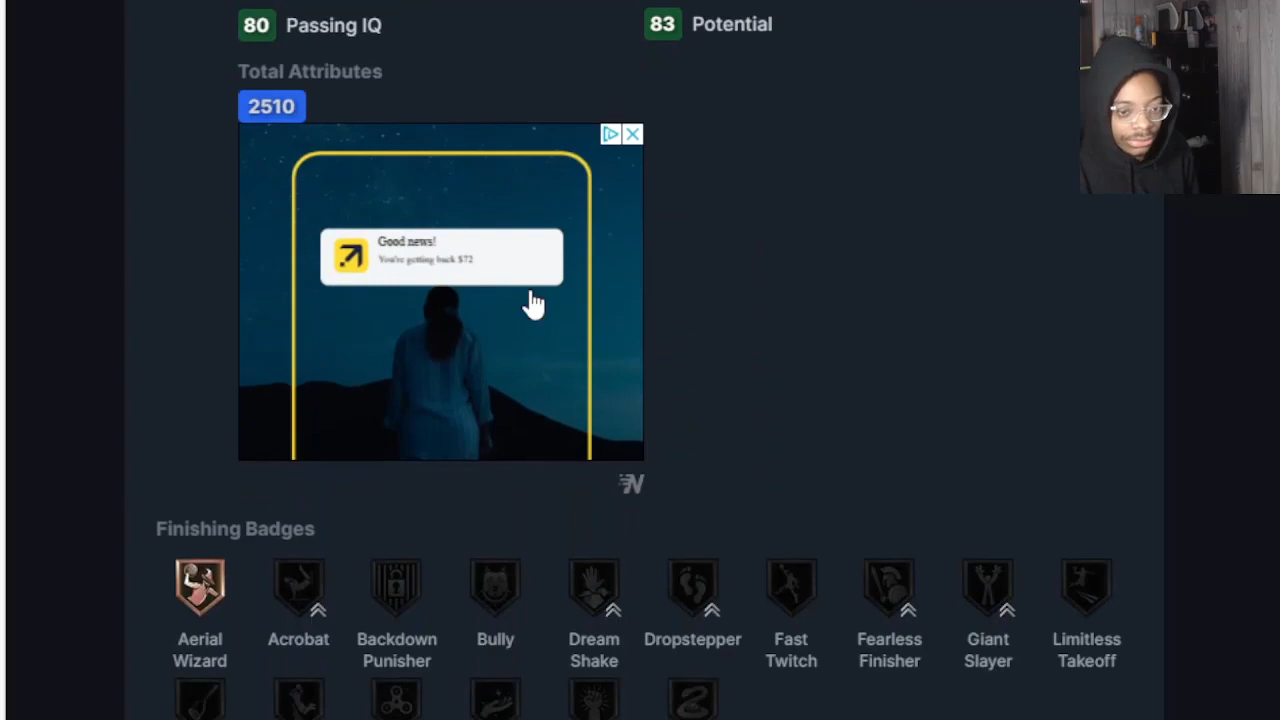 80 Passing IQ
83 Potential
Total Attributes
2510
Good news!
You're getting back $72
N
Finishing Badges
Aerial Wizard
Acrobat
Backdown Punisher
Bully
Dream Shake
Dropstepper
Fast Twitch
Fearless Finisher
Giant Slayer
Limitless Takeoff